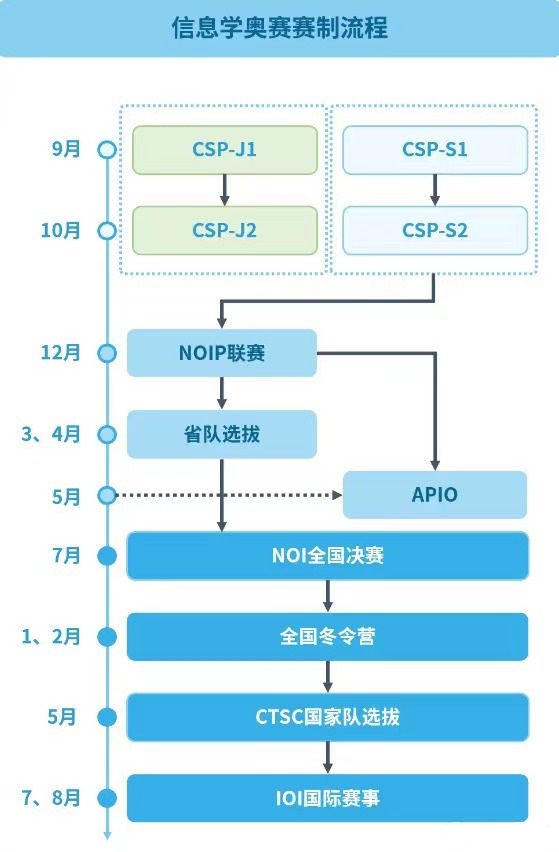 信息学奥赛赛制流程
9月
CSP-J1
CSP-S1
10月
CSP-J2
CSP-S2
12月
NOIP联赛
3、4月
省队选拔
5月
APIO
7月
NOI全国决赛
1、2月
全国冬令营
5月
CTSC国家队选拔
7、8月
IOI国际赛事